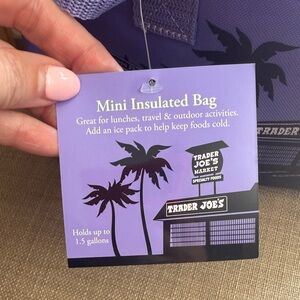 Mini Insulated Bag
Great for lunches, travel & outdoor activities.
Add an ice pack to help keep foods cold.
TRADER
JOE'S
MARKET
SPECIALTY FOODS
TRADER JOE'S
Holds up to
1.5 gallons
TRADER